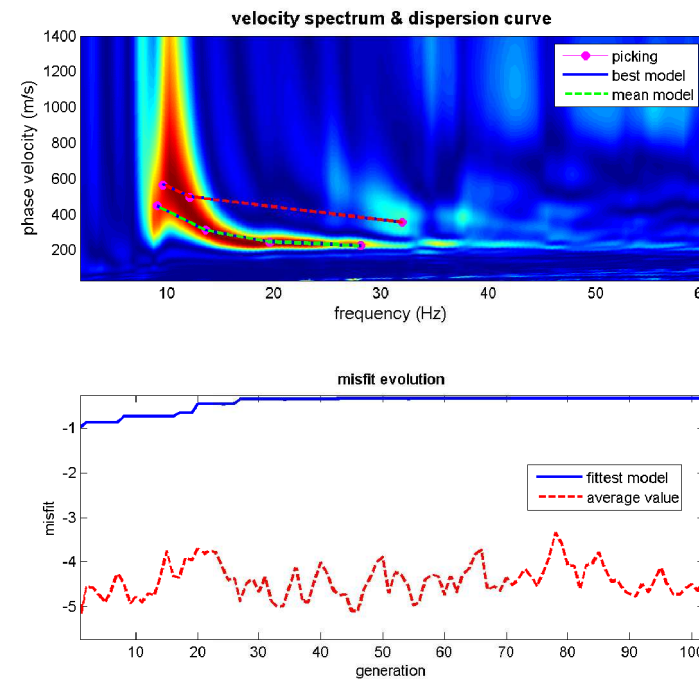 velocity spectrum & dispersion curve
phase velocity (m/s)
1400
1200
1000
800
600
400
200
picking
best model
mean model
10 20 30 40 50 6
frequency (Hz)
misfit evolution
misfit
-1
-2
-3
-4
-5
fittest model
average value
10 20 30 40 50 60 70 80 90 100
generation